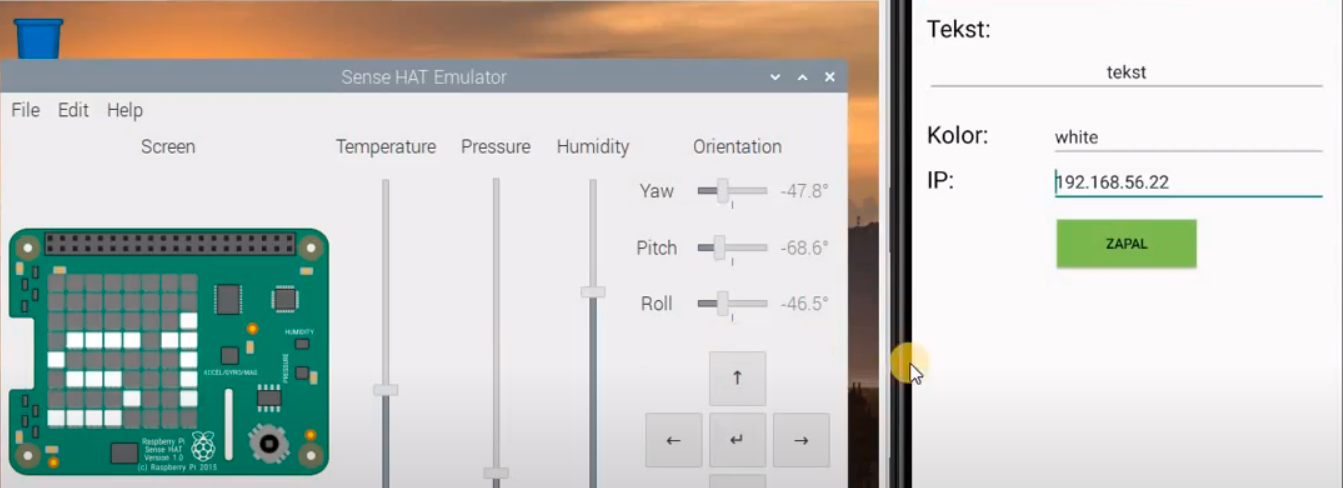 Sense HAT Emulator
File Edit Help
Screen
Temperature
Pressure
Humidity
Orientation
Yaw -47.8°
Pitch -68.6°
Roll -46.5°
↑
← ↵ →
HUMIDITY
PRESSURE
ACCEL/GYRO/MAG
Raspberry Pi
Sense HAT
Version 1.0
(c) Raspberry Pi 2015
Tekst:
tekst
Kolor: white
IP: 192.168.56.22
ZAPAL